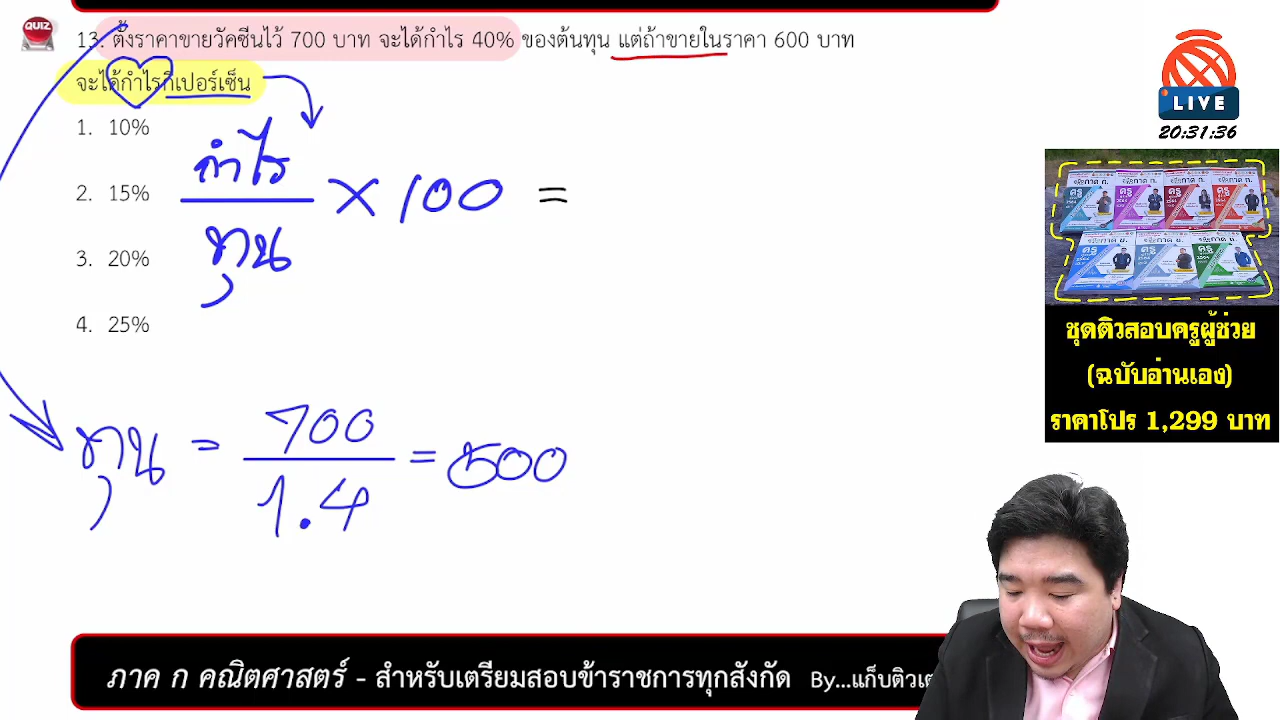 QUIZ
13. ตั้งราคาขายวัคซีนไว้ 700 บาท จะได้กำไร 40% ของต้นทุน แต่ถ้าขายในราคา 600 บาท
จะได้กำไรกี่เปอร์เซ็น
1. 10%
2. 15%
3. 20%
4. 25%
กำไร
ทุน
× 100 =
ทุน = 700
1.4
= 500
LIVE
20:31:36
ชุดติวสอบครูผู้ช่วย
(ฉบับอ่านเอง)
ราคาโปร 1,299 บาท
ภาค ก คณิตศาสตร์ - สำหรับเตรียมสอบข้าราชการทุกสังกัด By...แก็บติวเต